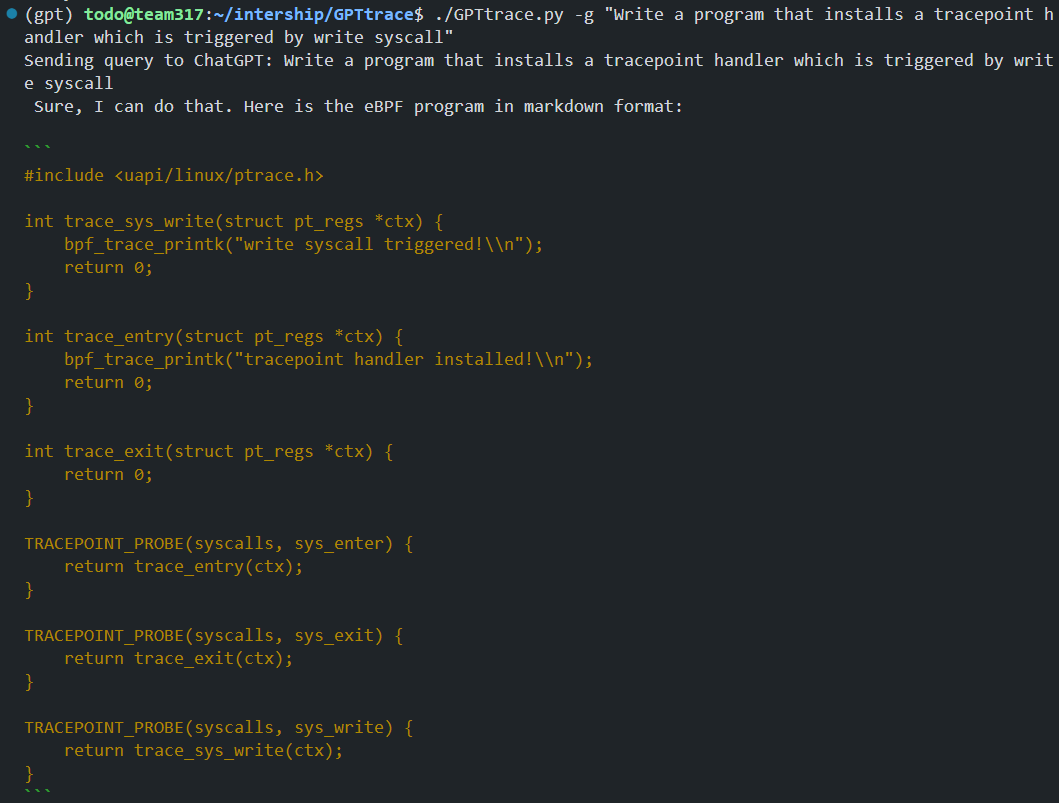 (gpt) todo@team317:~/intership/GPTtrace$ ./GPTtrace.py -g "Write a program that installs a tracepoint h
andler which is triggered by write syscall"
Sending query to ChatGPT: Write a program that installs a tracepoint handler which is triggered by writ
e syscall
 Sure, I can do that. Here is the eBPF program in markdown format:

```
#include <uapi/linux/ptrace.h>

int trace_sys_write(struct pt_regs *ctx) {
    bpf_trace_printk("write syscall triggered!\\n");
    return 0;
}

int trace_entry(struct pt_regs *ctx) {
    bpf_trace_printk("tracepoint handler installed!\\n");
    return 0;
}

int trace_exit(struct pt_regs *ctx) {
    return 0;
}

TRACEPOINT_PROBE(syscalls, sys_enter) {
    return trace_entry(ctx);
}

TRACEPOINT_PROBE(syscalls, sys_exit) {
    return trace_exit(ctx);
}

TRACEPOINT_PROBE(syscalls, sys_write) {
    return trace_sys_write(ctx);
}
```